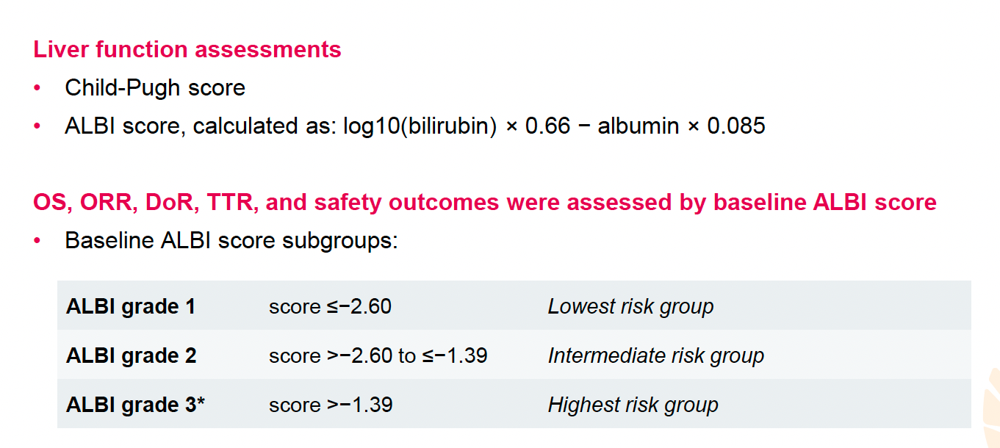 Liver function assessments
• Child-Pugh score
• ALBI score, calculated as: log10(bilirubin) × 0.66 − albumin × 0.085
OS, ORR, DoR, TTR, and safety outcomes were assessed by baseline ALBI score
• Baseline ALBI score subgroups:
ALBI grade 1 score ≤−2.60 Lowest risk group
ALBI grade 2 score >−2.60 to ≤−1.39 Intermediate risk group
ALBI grade 3* score >−1.39 Highest risk group